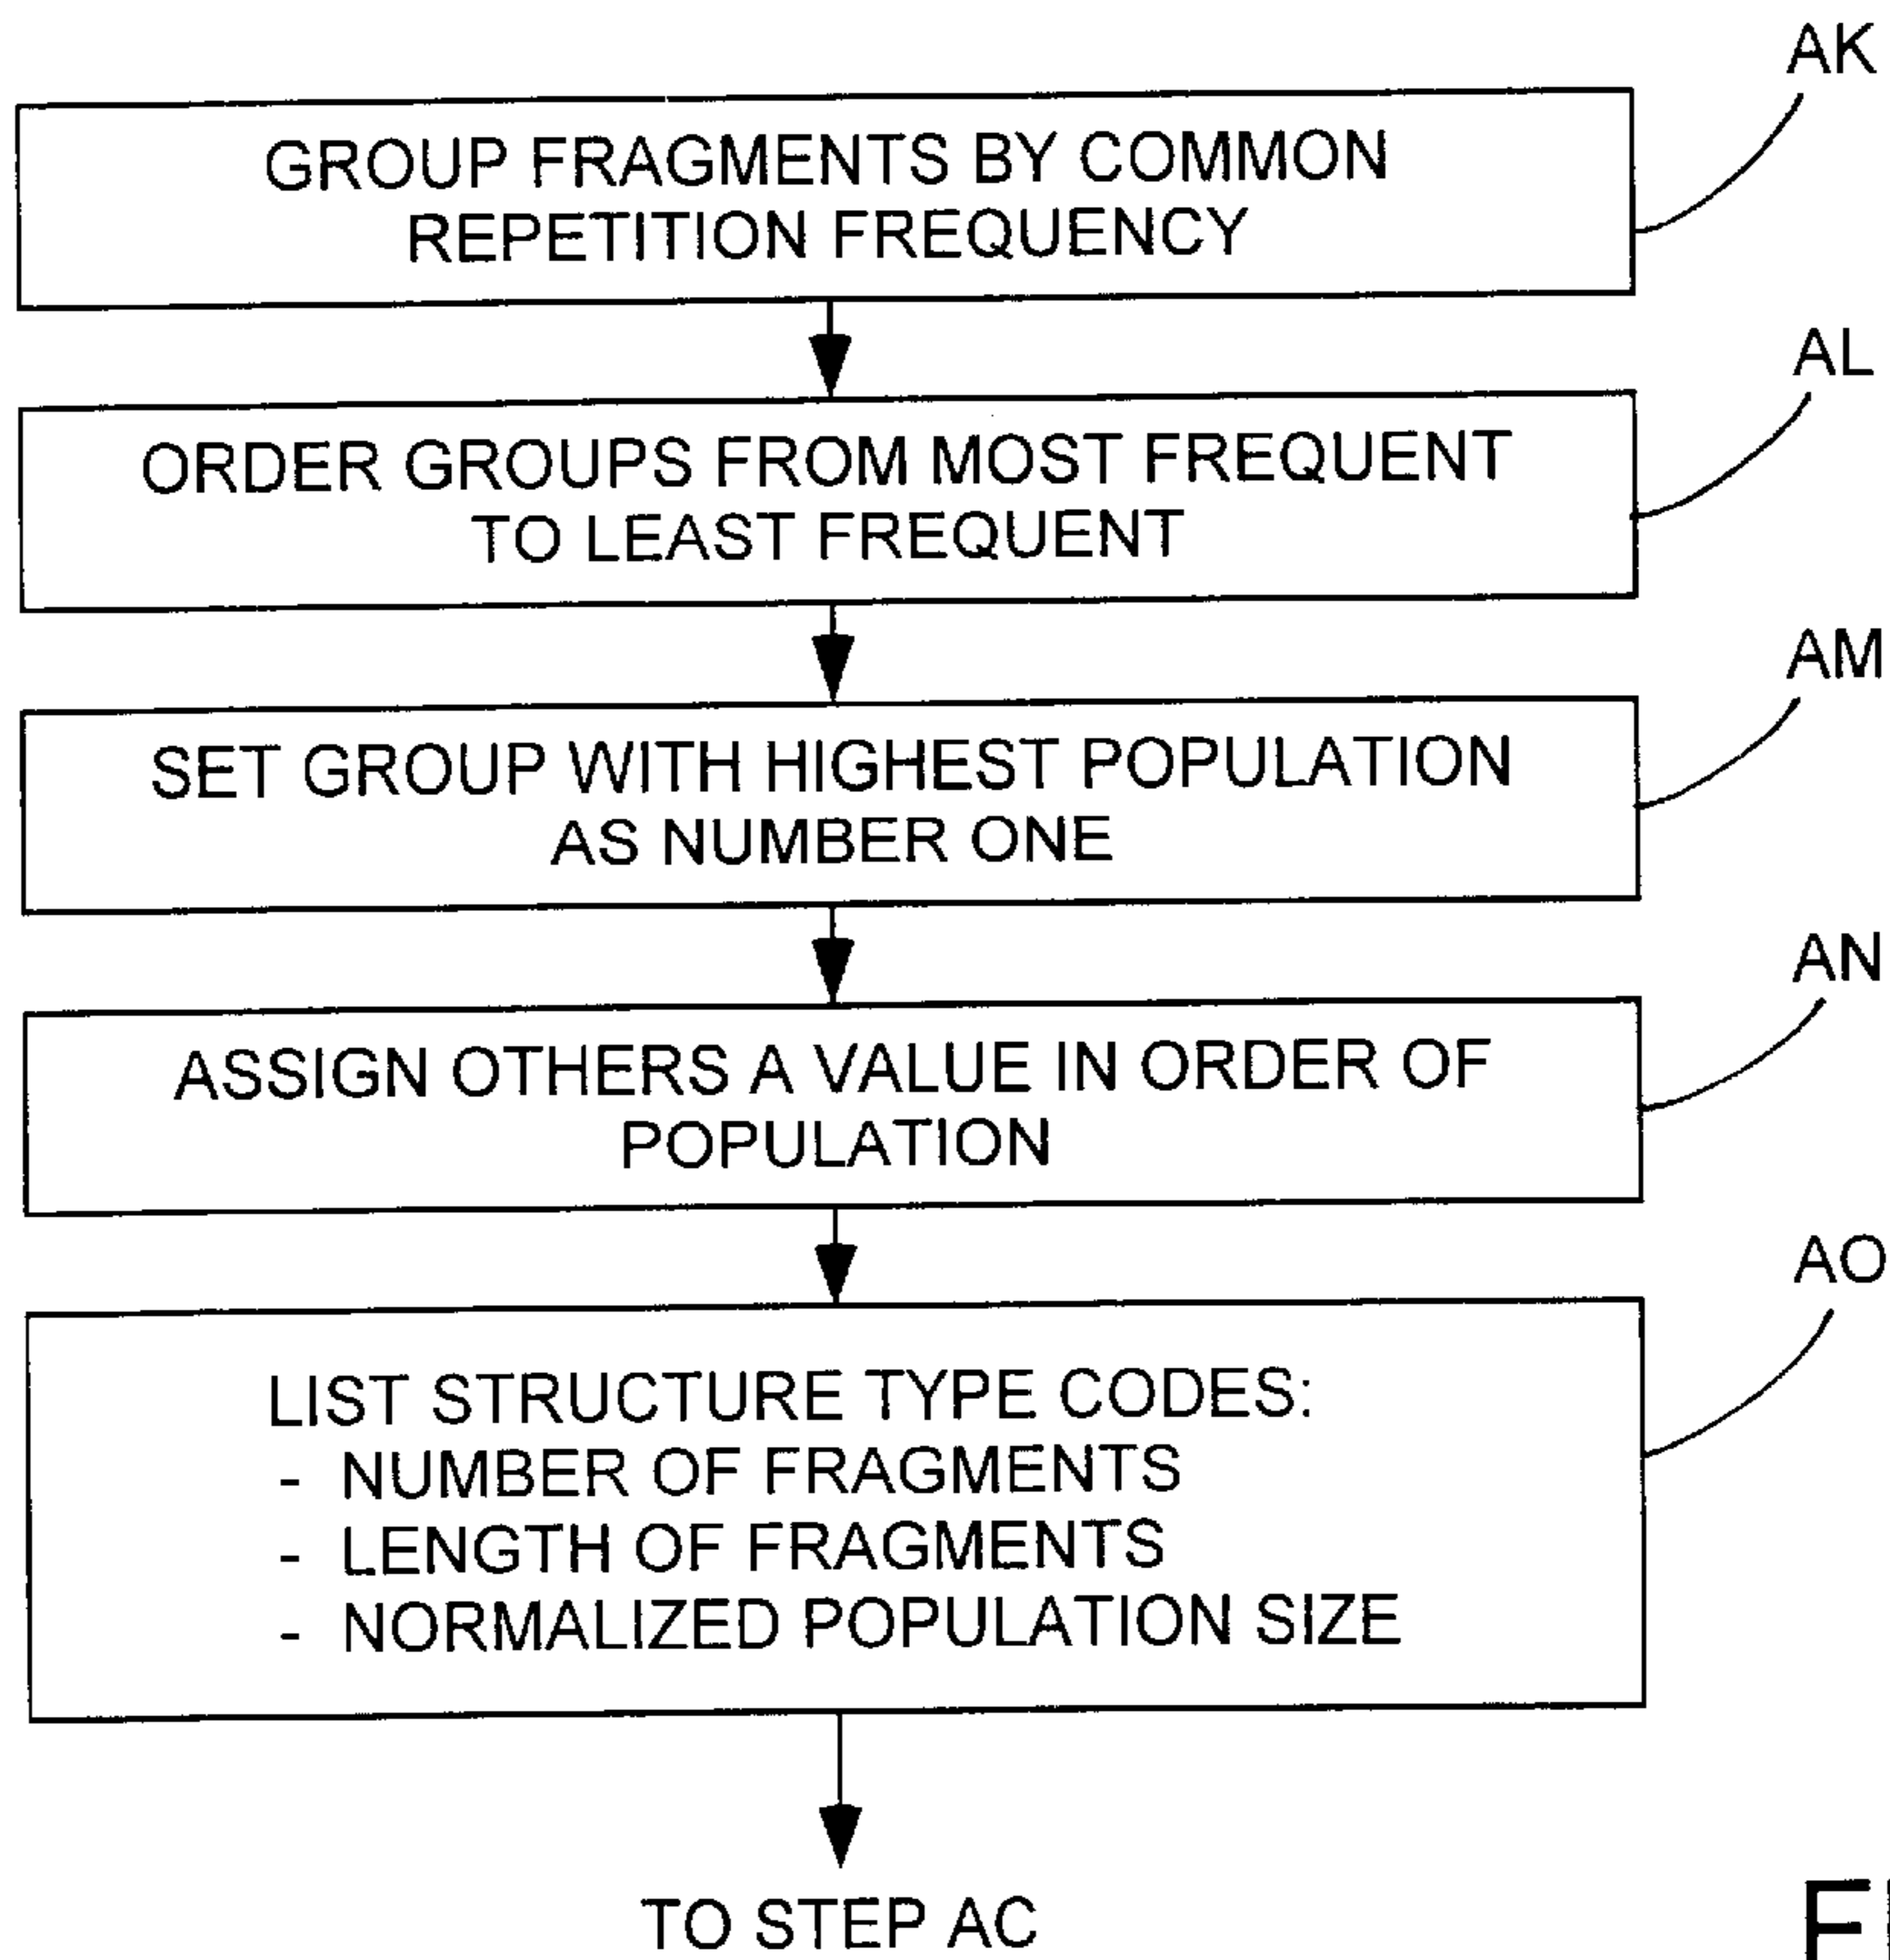 AK
GROUP FRAGMENTS BY COMMON
REPETITION FREQUENCY
AL
ORDER GROUPS FROM MOST FREQUENT
TO LEAST FREQUENT
AM
SET GROUP WITH HIGHEST POPULATION
AS NUMBER ONE
AN
ASSIGN OTHERS A VALUE IN ORDER OF
POPULATION
AO
LIST STRUCTURE TYPE CODES:
- NUMBER OF FRAGMENTS
- LENGTH OF FRAGMENTS
- NORMALIZED POPULATION SIZE
TO STEP AC